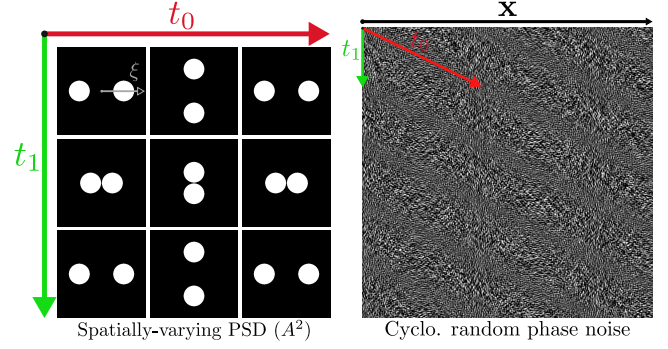 t₀
x
t₁
t₀
ξ
t₁
Spatially-varying PSD (A²)
Cyclo. random phase noise